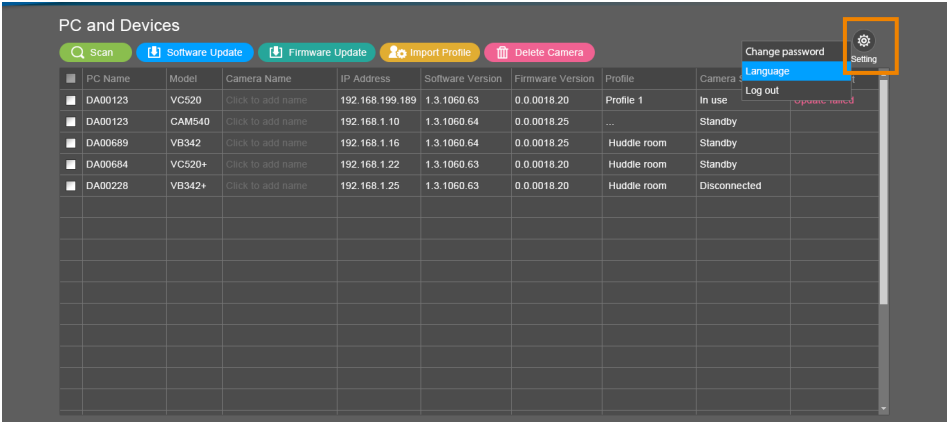 PC and Devices
Scan Software Update Firmware Update Import Profile Delete Camera
Setting
Change password
Language
Log out
PC Name Model Camera Name IP Address Software Version Firmware Version Profile Camera
DA00123 VC520 Click to add name 192.168.199.189 1.3.1060.63 0.0.0018.20 Profile 1 In use Update failed
DA00123 CAM540 Click to add name 192.168.1.10 1.3.1060.64 0.0.0018.25 ... Standby
DA00689 VB342 Click to add name 192.168.1.16 1.3.1060.64 0.0.0018.25 Huddle room Standby
DA00684 VC520+ Click to add name 192.168.1.22 1.3.1060.63 0.0.0018.20 Huddle room Standby
DA00228 VB342+ Click to add name 192.168.1.25 1.3.1060.63 0.0.0018.20 Huddle room Disconnected